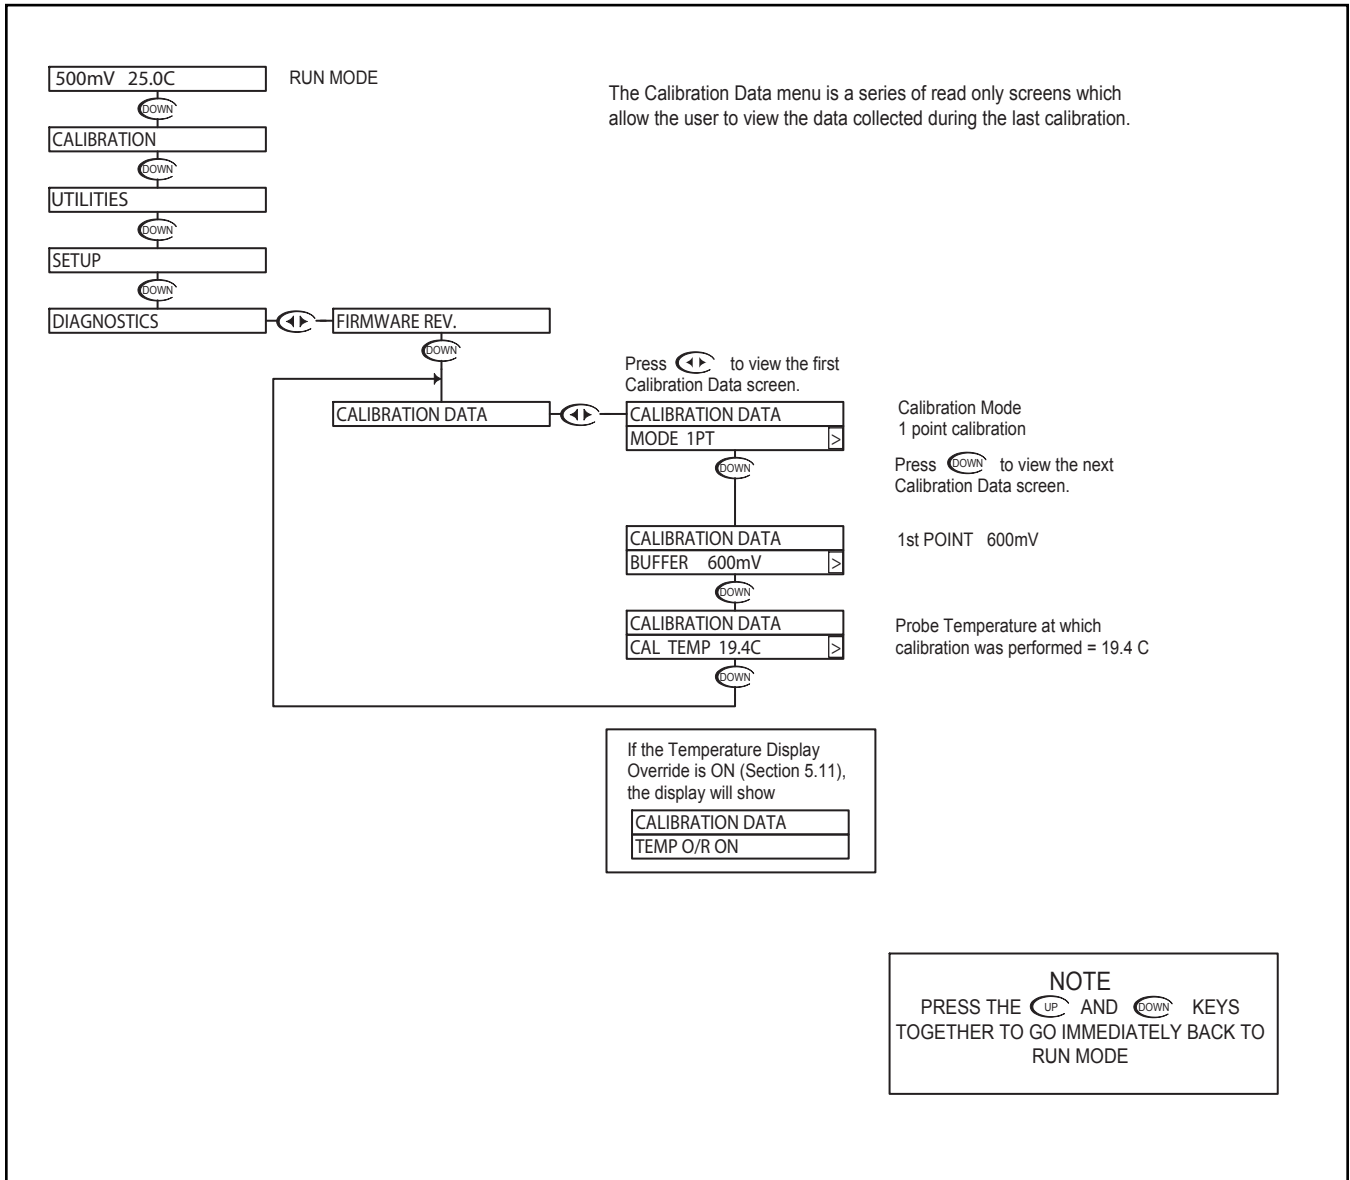 500mV 25.0C
RUN MODE
The Calibration Data menu is a series of read only screens which
allow the user to view the data collected during the last calibration.
DOWN
CALIBRATION
DOWN
UTILITIES
DOWN
SETUP
DOWN
DIAGNOSTICS
FIRMWARE REV.
DOWN
Press to view the first
Calibration Data screen.
CALIBRATION DATA
CALIBRATION DATA
MODE 1PT >
Calibration Mode
1 point calibration
DOWN
Press DOWN to view the next
Calibration Data screen.
CALIBRATION DATA
BUFFER 600mV >
1st POINT 600mV
DOWN
CALIBRATION DATA
CAL TEMP 19.4C >
Probe Temperature at which
calibration was performed = 19.4 C
DOWN
If the Temperature Display
Override is ON (Section 5.11),
the display will show
CALIBRATION DATA
TEMP O/R ON
NOTE
PRESS THE UP AND DOWN KEYS
TOGETHER TO GO IMMEDIATELY BACK TO
RUN MODE